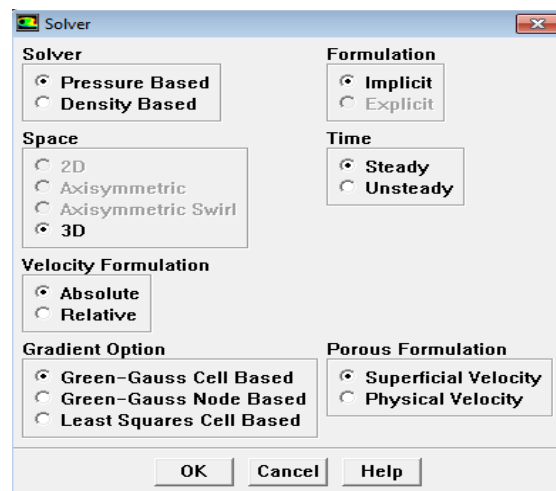 Solver
Solver
Pressure Based
Density Based
Formulation
Implicit
Explicit
Space
2D
Axisymmetric
Axisymmetric Swirl
3D
Time
Steady
Unsteady
Velocity Formulation
Absolute
Relative
Gradient Option
Green-Gauss Cell Based
Green-Gauss Node Based
Least Squares Cell Based
Porous Formulation
Superficial Velocity
Physical Velocity
OK Cancel Help